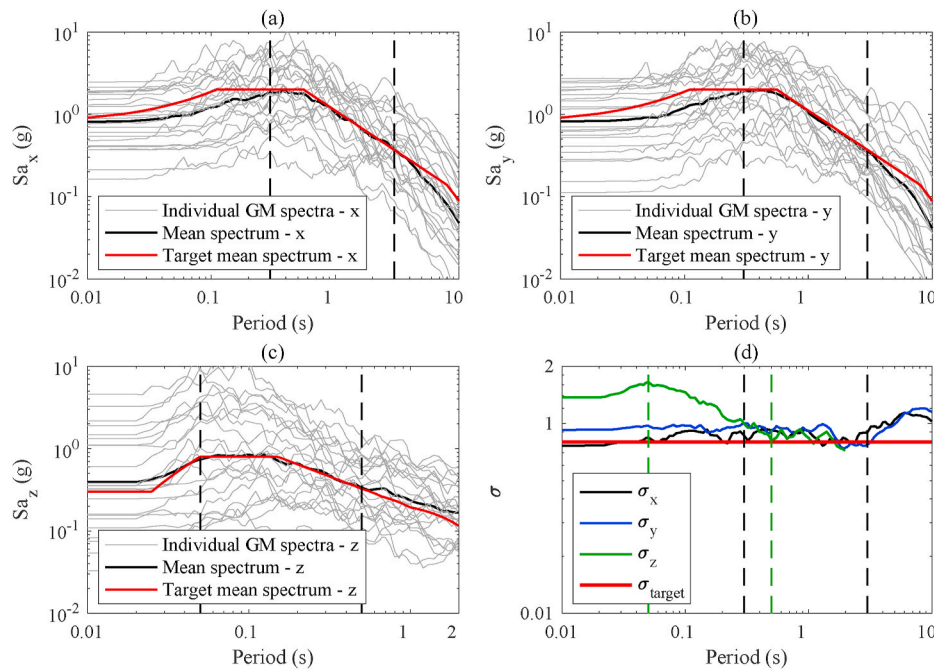 (a)
10^1
10^0
10^-1
10^-2
Sa_x (g)
Individual GM spectra - x
Mean spectrum - x
Target mean spectrum - x
0.01
0.1
1
10
Period (s)
(b)
10^1
10^0
10^-1
10^-2
Sa_y (g)
Individual GM spectra - y
Mean spectrum - y
Target mean spectrum - y
0.01
0.1
1
10
Period (s)
(c)
10^1
10^0
10^-1
10^-2
Sa_z (g)
Individual GM spectra - z
Mean spectrum - z
Target mean spectrum - z
0.01
0.1
1
2
Period (s)
(d)
2
1
0.01
σ
σ_x
σ_y
σ_z
σ_target
0.01
0.1
1
10
Period (s)